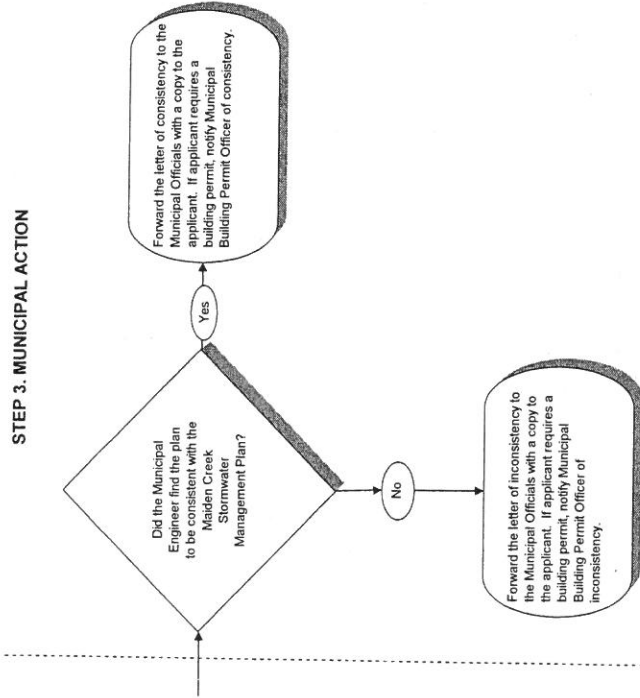 STEP 3. MUNICIPAL ACTION
Did the Municipal
Engineer find the plan
to be consistent with the
Maiden Creek
Stormwater
Management Plan?
Yes
Forward the letter of consistency to the
Municipal Officials with a copy to the
applicant. If applicant requires a
building permit, notify Municipal
Building Permit Officer of consistency.
No
Forward the letter of inconsistency to
the Municipal Officials with a copy to
the applicant. If applicant requires a
building permit, notify Municipal
Building Permit Officer of
inconsistency.